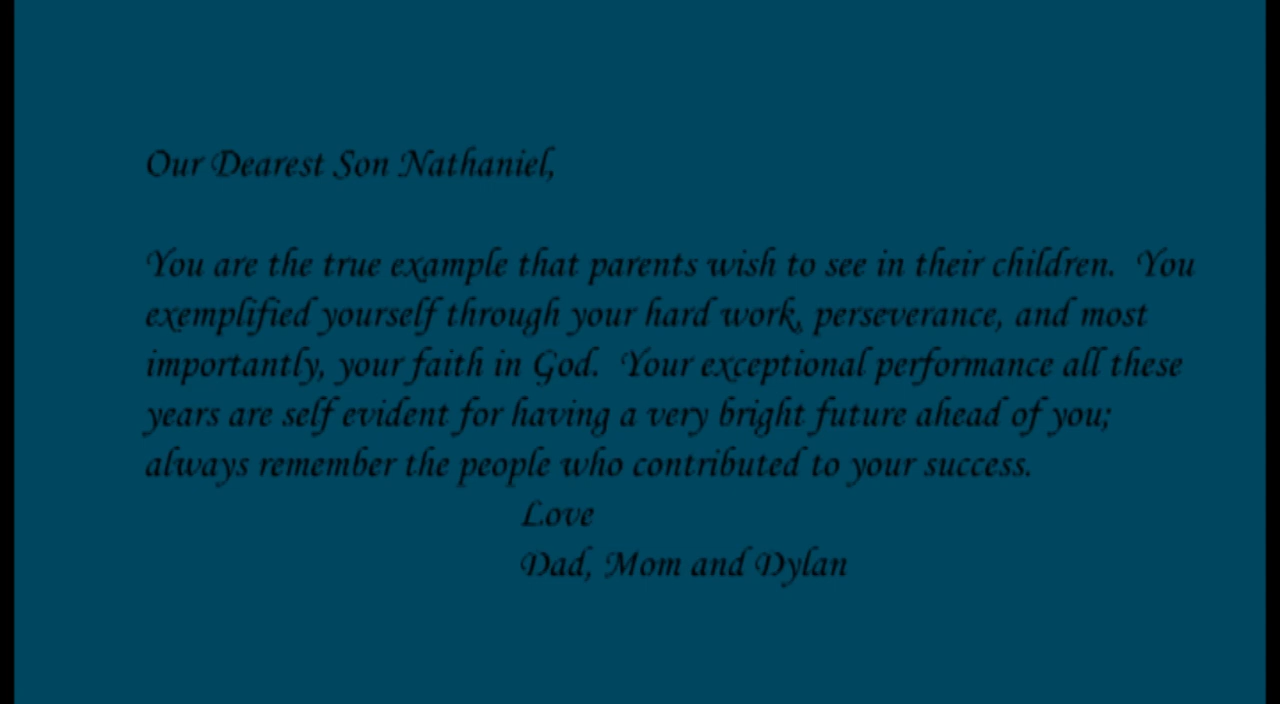 Our Dearest Son Nathaniel,
You are the true example that parents wish to see in their children.  You
exemplified yourself through your hard work, perseverance, and most
importantly, your faith in God.  Your exceptional performance all these
years are self evident for having a very bright future ahead of you;
always remember the people who contributed to your success.
Love
Dad, Mom and Dylan